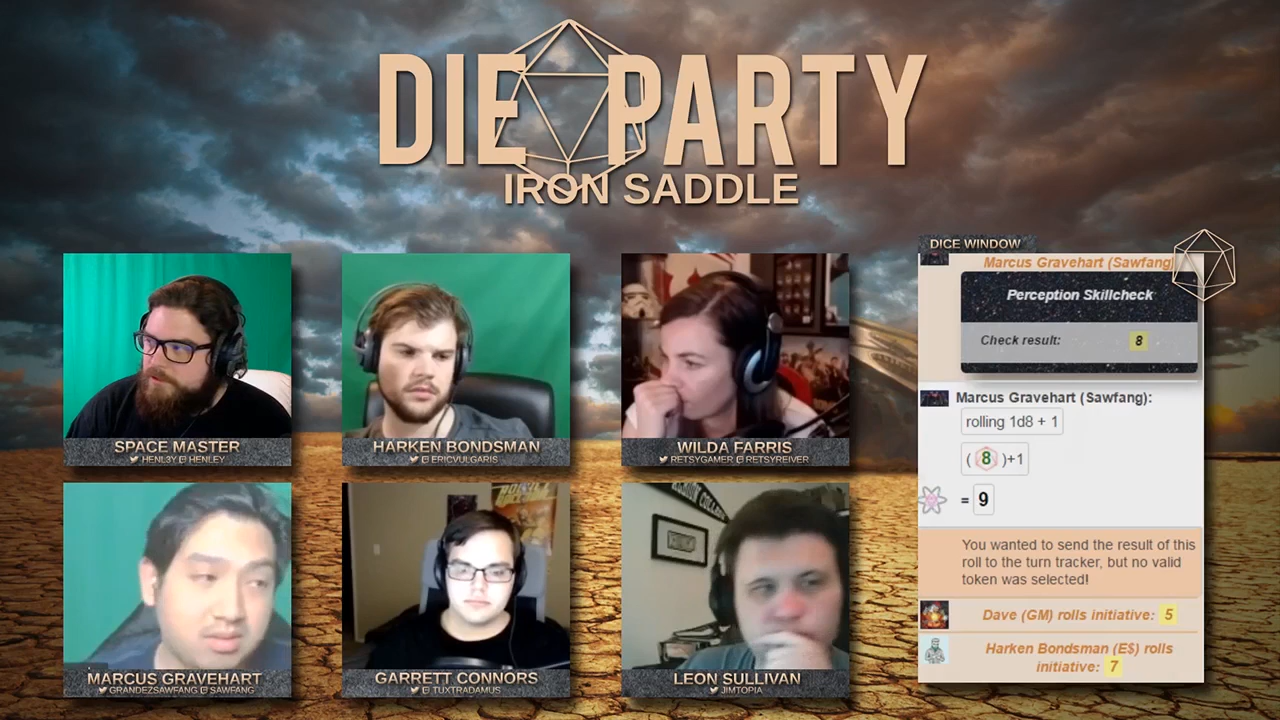 DIE PARTY
IRON SADDLE
DICE WINDOW
Marcus Gravehart (Sawfang)
Perception Skillcheck
Check result: 8
Marcus Gravehart (Sawfang):
rolling 1d8 + 1
( 8 )+1
= 9
You wanted to send the result of this
roll to the turn tracker, but no valid
token was selected!
Dave (GM) rolls initiative: 5
Harken Bondsman (E$) rolls
initiative: 7
SPACE MASTER
HENL3Y HENLEY
HARKEN BONDSMAN
ERICVULGARIS
WILDA FARRIS
RETSYGAMER RETSYREIVER
MARCUS GRAVEHART
GRANDEZSAWFANG SAWFANG
GARRETT CONNORS
TUXTRADAMUS
LEON SULLIVAN
JIMTOPIA